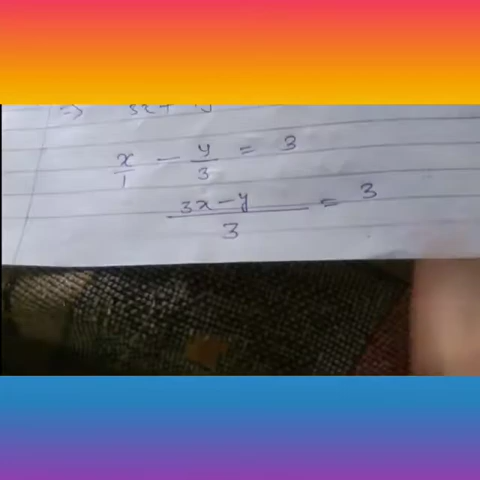 x/1 - y/3 = 3
3x-y/3 = 3